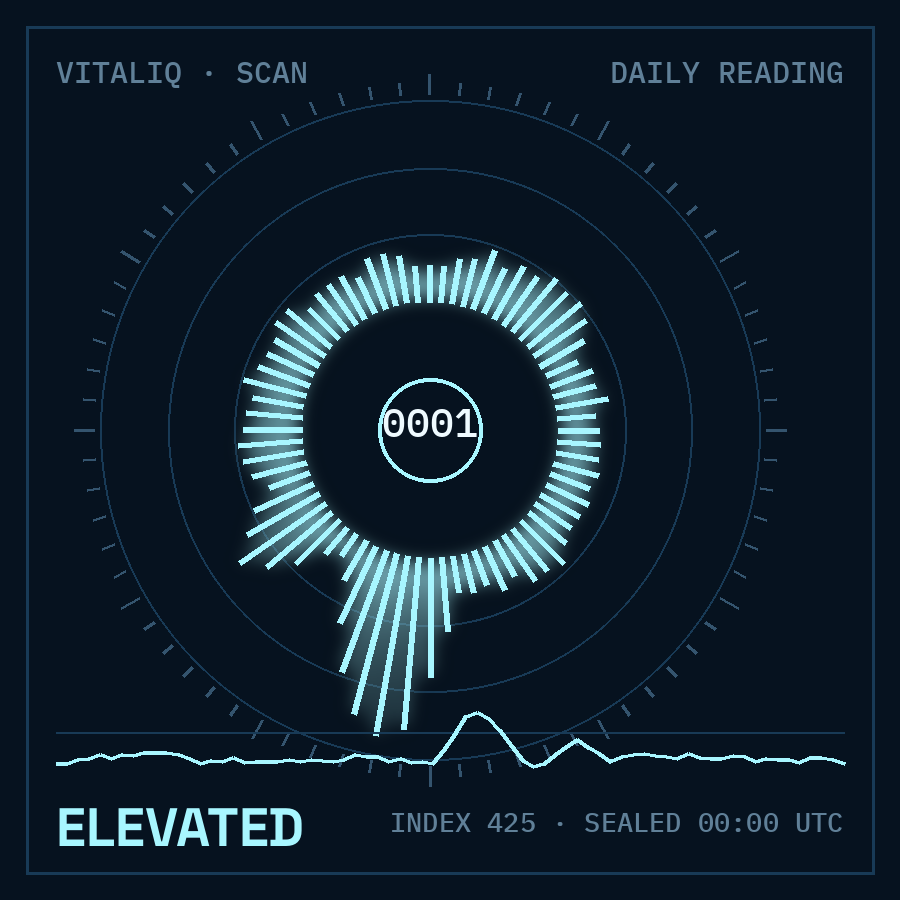 VITALIQ · SCAN
DAILY READING
0001
ELEVATED
INDEX 425 · SEALED 00:00 UTC